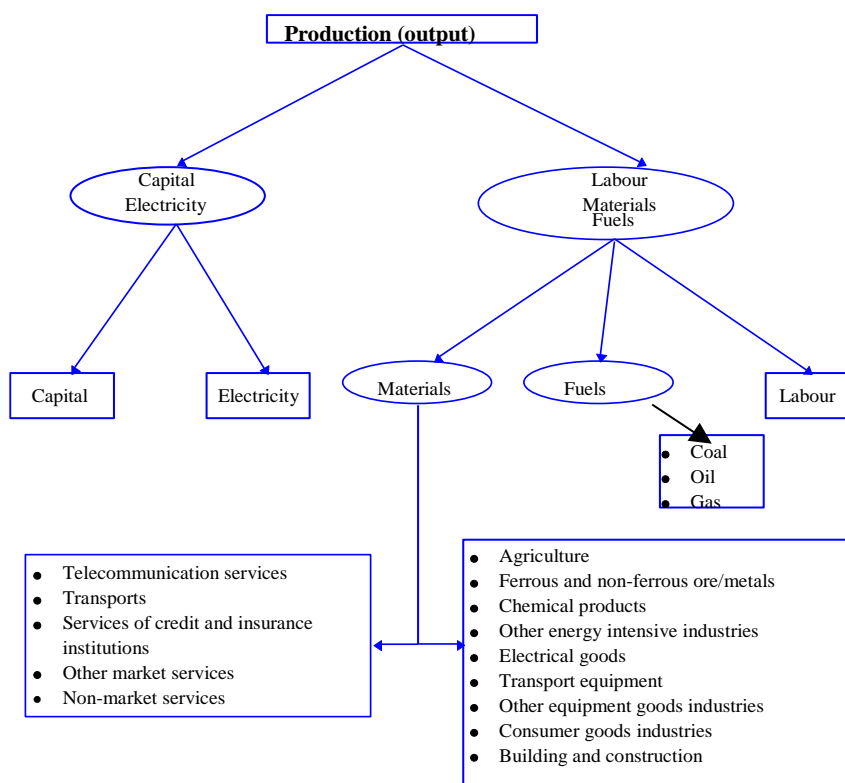 Production (output)
Capital
Electricity
Labour
Materials
Fuels
Capital
Electricity
Materials
Fuels
Labour
• Coal
• Oil
• Gas
• Telecommunication services
• Transports
• Services of credit and insurance
institutions
• Other market services
• Non-market services
• Agriculture
• Ferrous and non-ferrous ore/metals
• Chemical products
• Other energy intensive industries
• Electrical goods
• Transport equipment
• Other equipment goods industries
• Consumer goods industries
• Building and construction